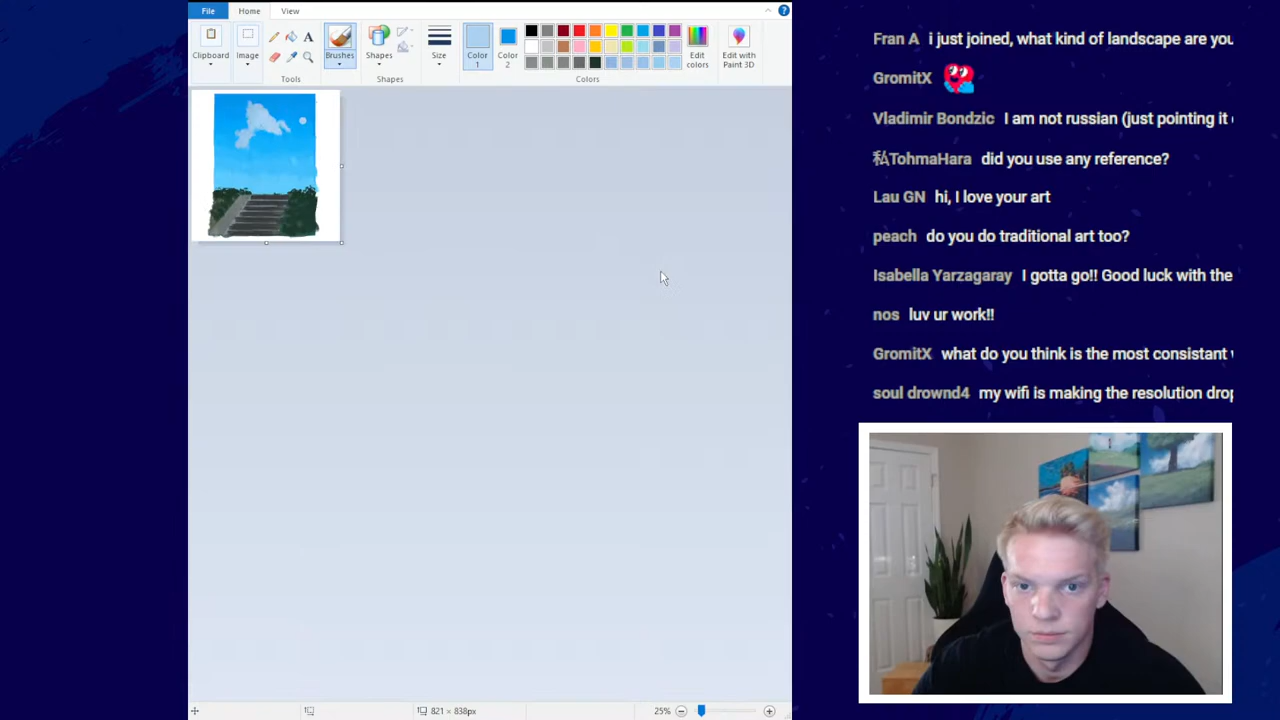 File Home View
Clipboard Image Tools Brushes Shapes Shapes Size Color 1 Color 2 Edit colors Colors Edit with Paint 3D
A
821 × 838px 25%
Fran A i just joined, what kind of landscape are you
GromitX
Vladimir Bondzic I am not russian (just pointing it
私TohmaHara did you use any reference?
Lau GN hi, I love your art
peach do you do traditional art too?
Isabella Yarzagaray I gotta go!! Good luck with the
nos luv ur work!!
GromitX what do you think is the most consistant
soul drownd4 my wifi is making the resolution drop